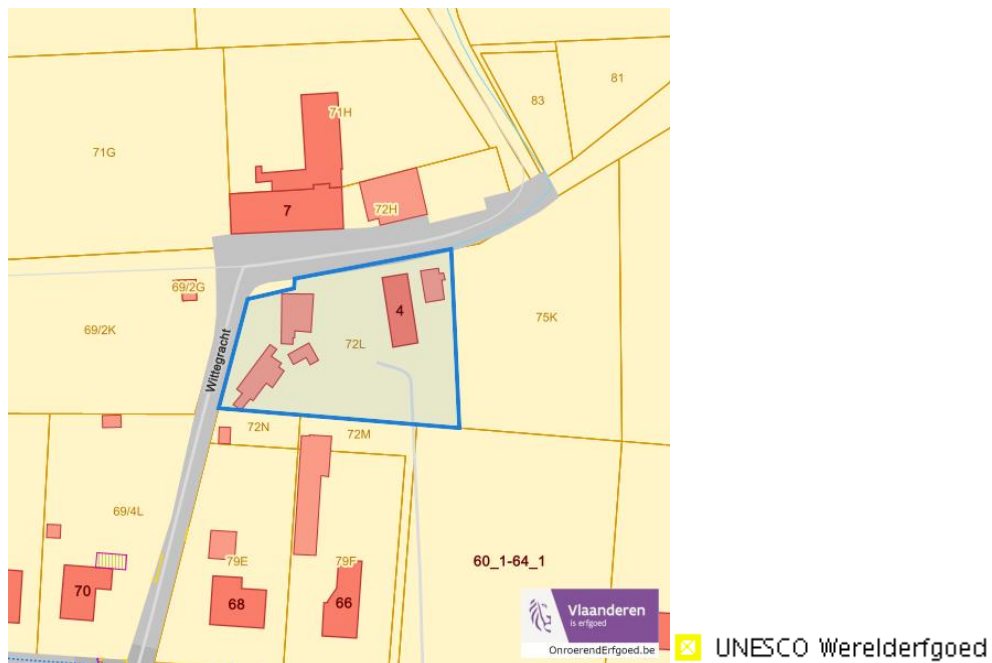 81
83
71H
71G
7
72H
69/2G
75K
4
69/2K
72L
Wittegracht
72N
72M
69/4L
79E
79F
60_1-64_1
70
68
66
Vlaanderen
is erfgoed
OnroerendErfgoed.be
UNESCO Werelderfgoed